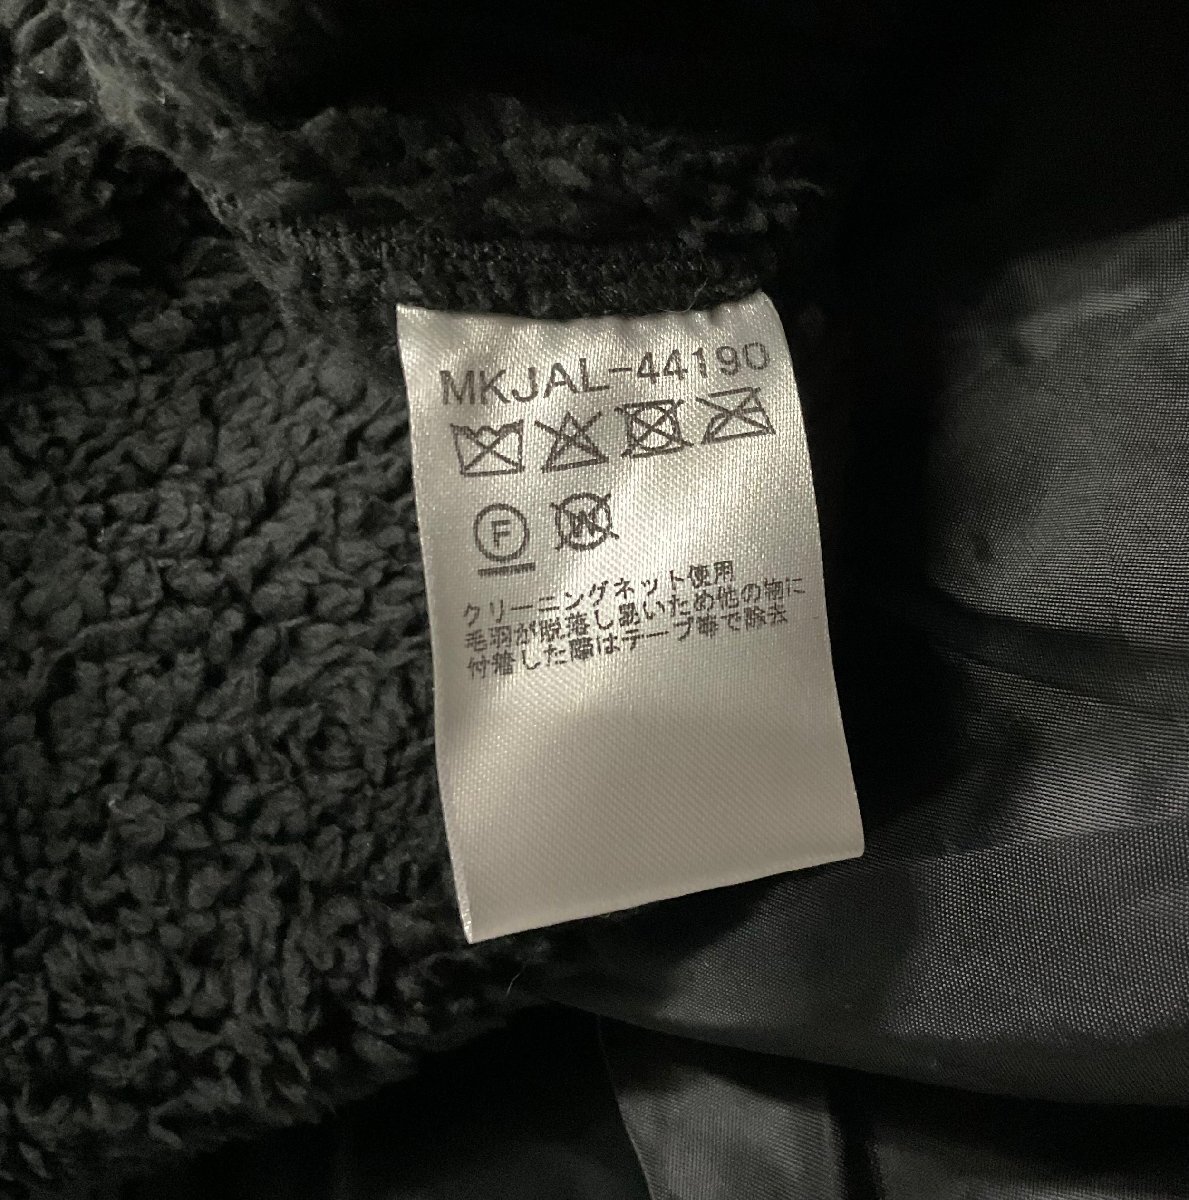 MKJAL-44190
F
W
クリーニングネット使用
毛羽が脱落し易いため他の物に
付着した際はテープ等で除去